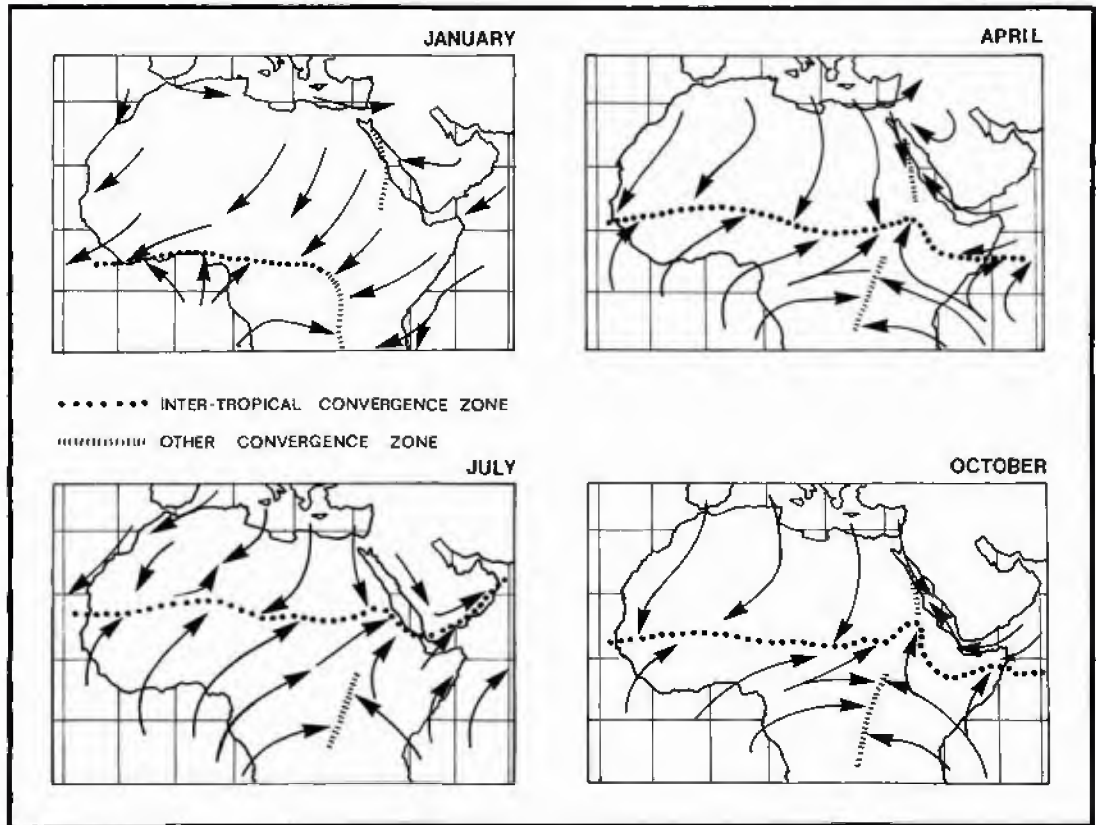 JANUARY
APRIL
INTER-TROPICAL CONVERGENCE ZONE
OTHER CONVERGENCE ZONE
JULY
OCTOBER